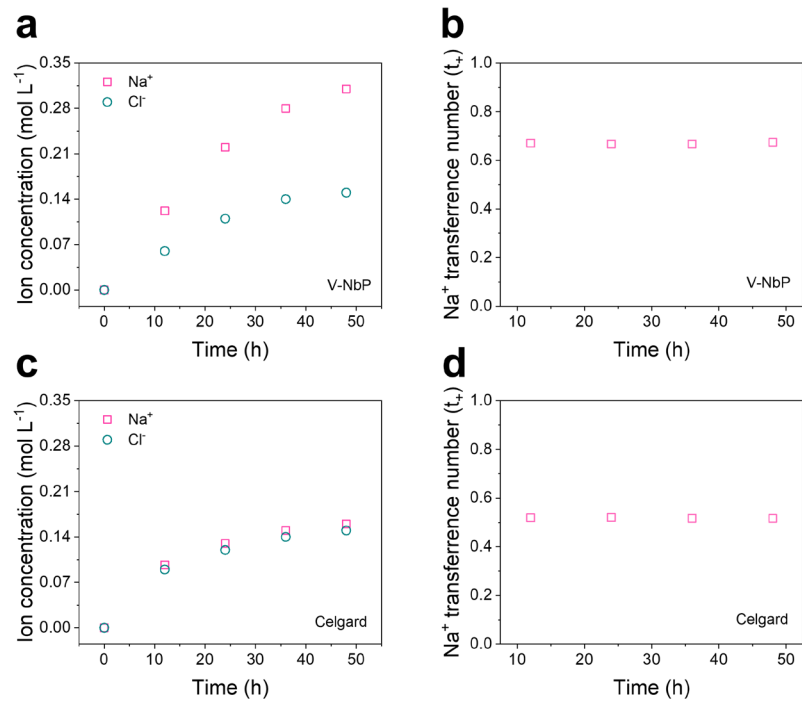 a
Ion concentration (mol L⁻¹)
0.35
0.28
0.21
0.14
0.07
0.00
Na⁺
Cl⁻
V-NbP
0 10 20 30 40 50
Time (h)
b
Na⁺ transferrence number (t₊)
1.0
0.8
0.6
0.4
0.2
0.0
V-NbP
10 20 30 40 50
Time (h)
c
Ion concentration (mol L⁻¹)
0.35
0.28
0.21
0.14
0.07
0.00
Na⁺
Cl⁻
Celgard
0 10 20 30 40 50
Time (h)
d
Na⁺ transferrence number (t₊)
1.0
0.8
0.6
0.4
0.2
0.0
Celgard
10 20 30 40 50
Time (h)